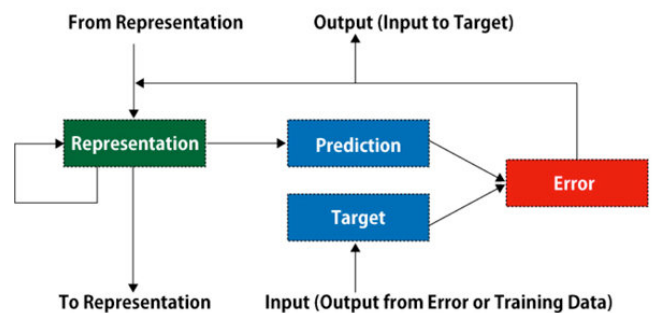 From Representation
Output (Input to Target)
Representation
Prediction
Error
Target
To Representation
Input (Output from Error or Training Data)